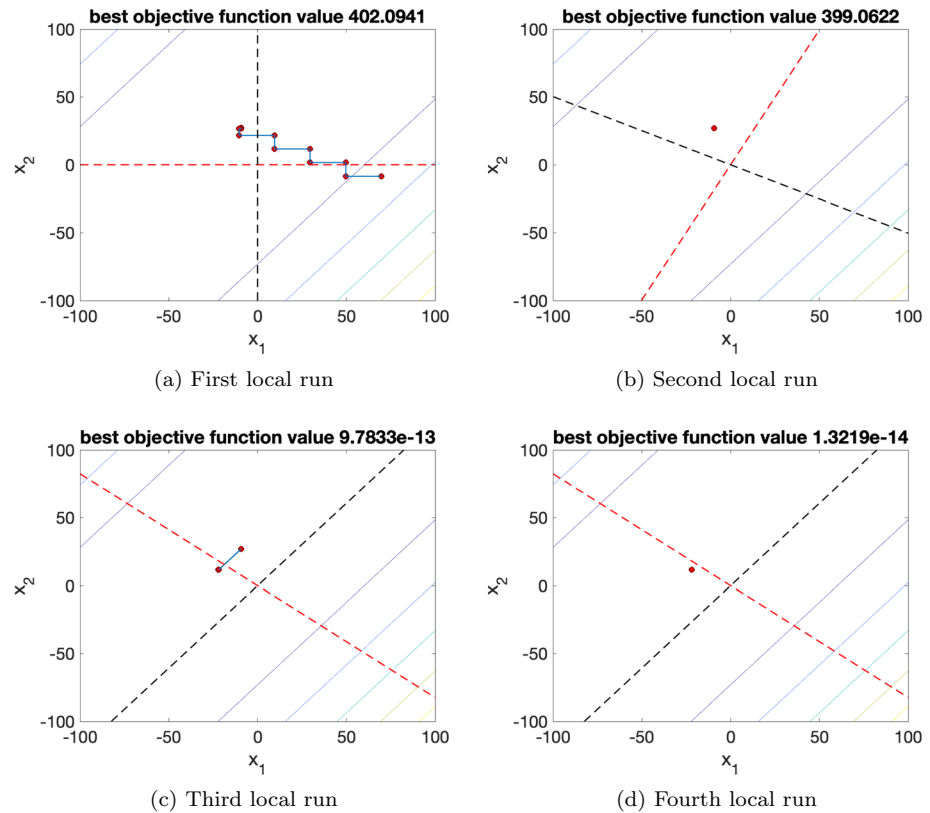 best objective function value 402.0941
100
50
0
-50
-100
x2
-100
-50
0
50
100
x1
(a) First local run
best objective function value 399.0622
100
50
0
-50
-100
x2
-100
-50
0
50
100
x1
(b) Second local run
best objective function value 9.7833e-13
100
50
0
-50
-100
x2
-100
-50
0
50
100
x1
(c) Third local run
best objective function value 1.3219e-14
100
50
0
-50
-100
x2
-100
-50
0
50
100
x1
(d) Fourth local run